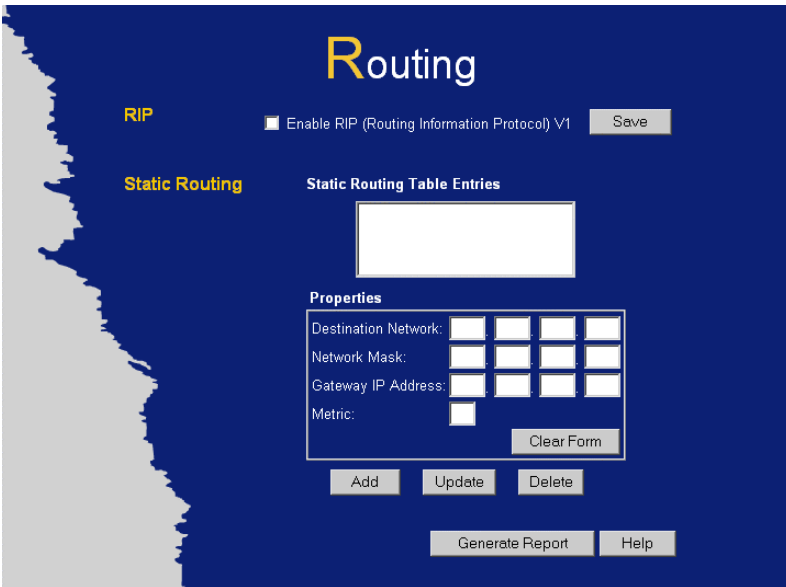 Routing
RIP
Enable RIP (Routing Information Protocol) V1
Save
Static Routing
Static Routing Table Entries
Properties
Destination Network: . . .
Network Mask: . . .
Gateway IP Address: . . .
Metric:
Clear Form
Add Update Delete
Generate Report Help